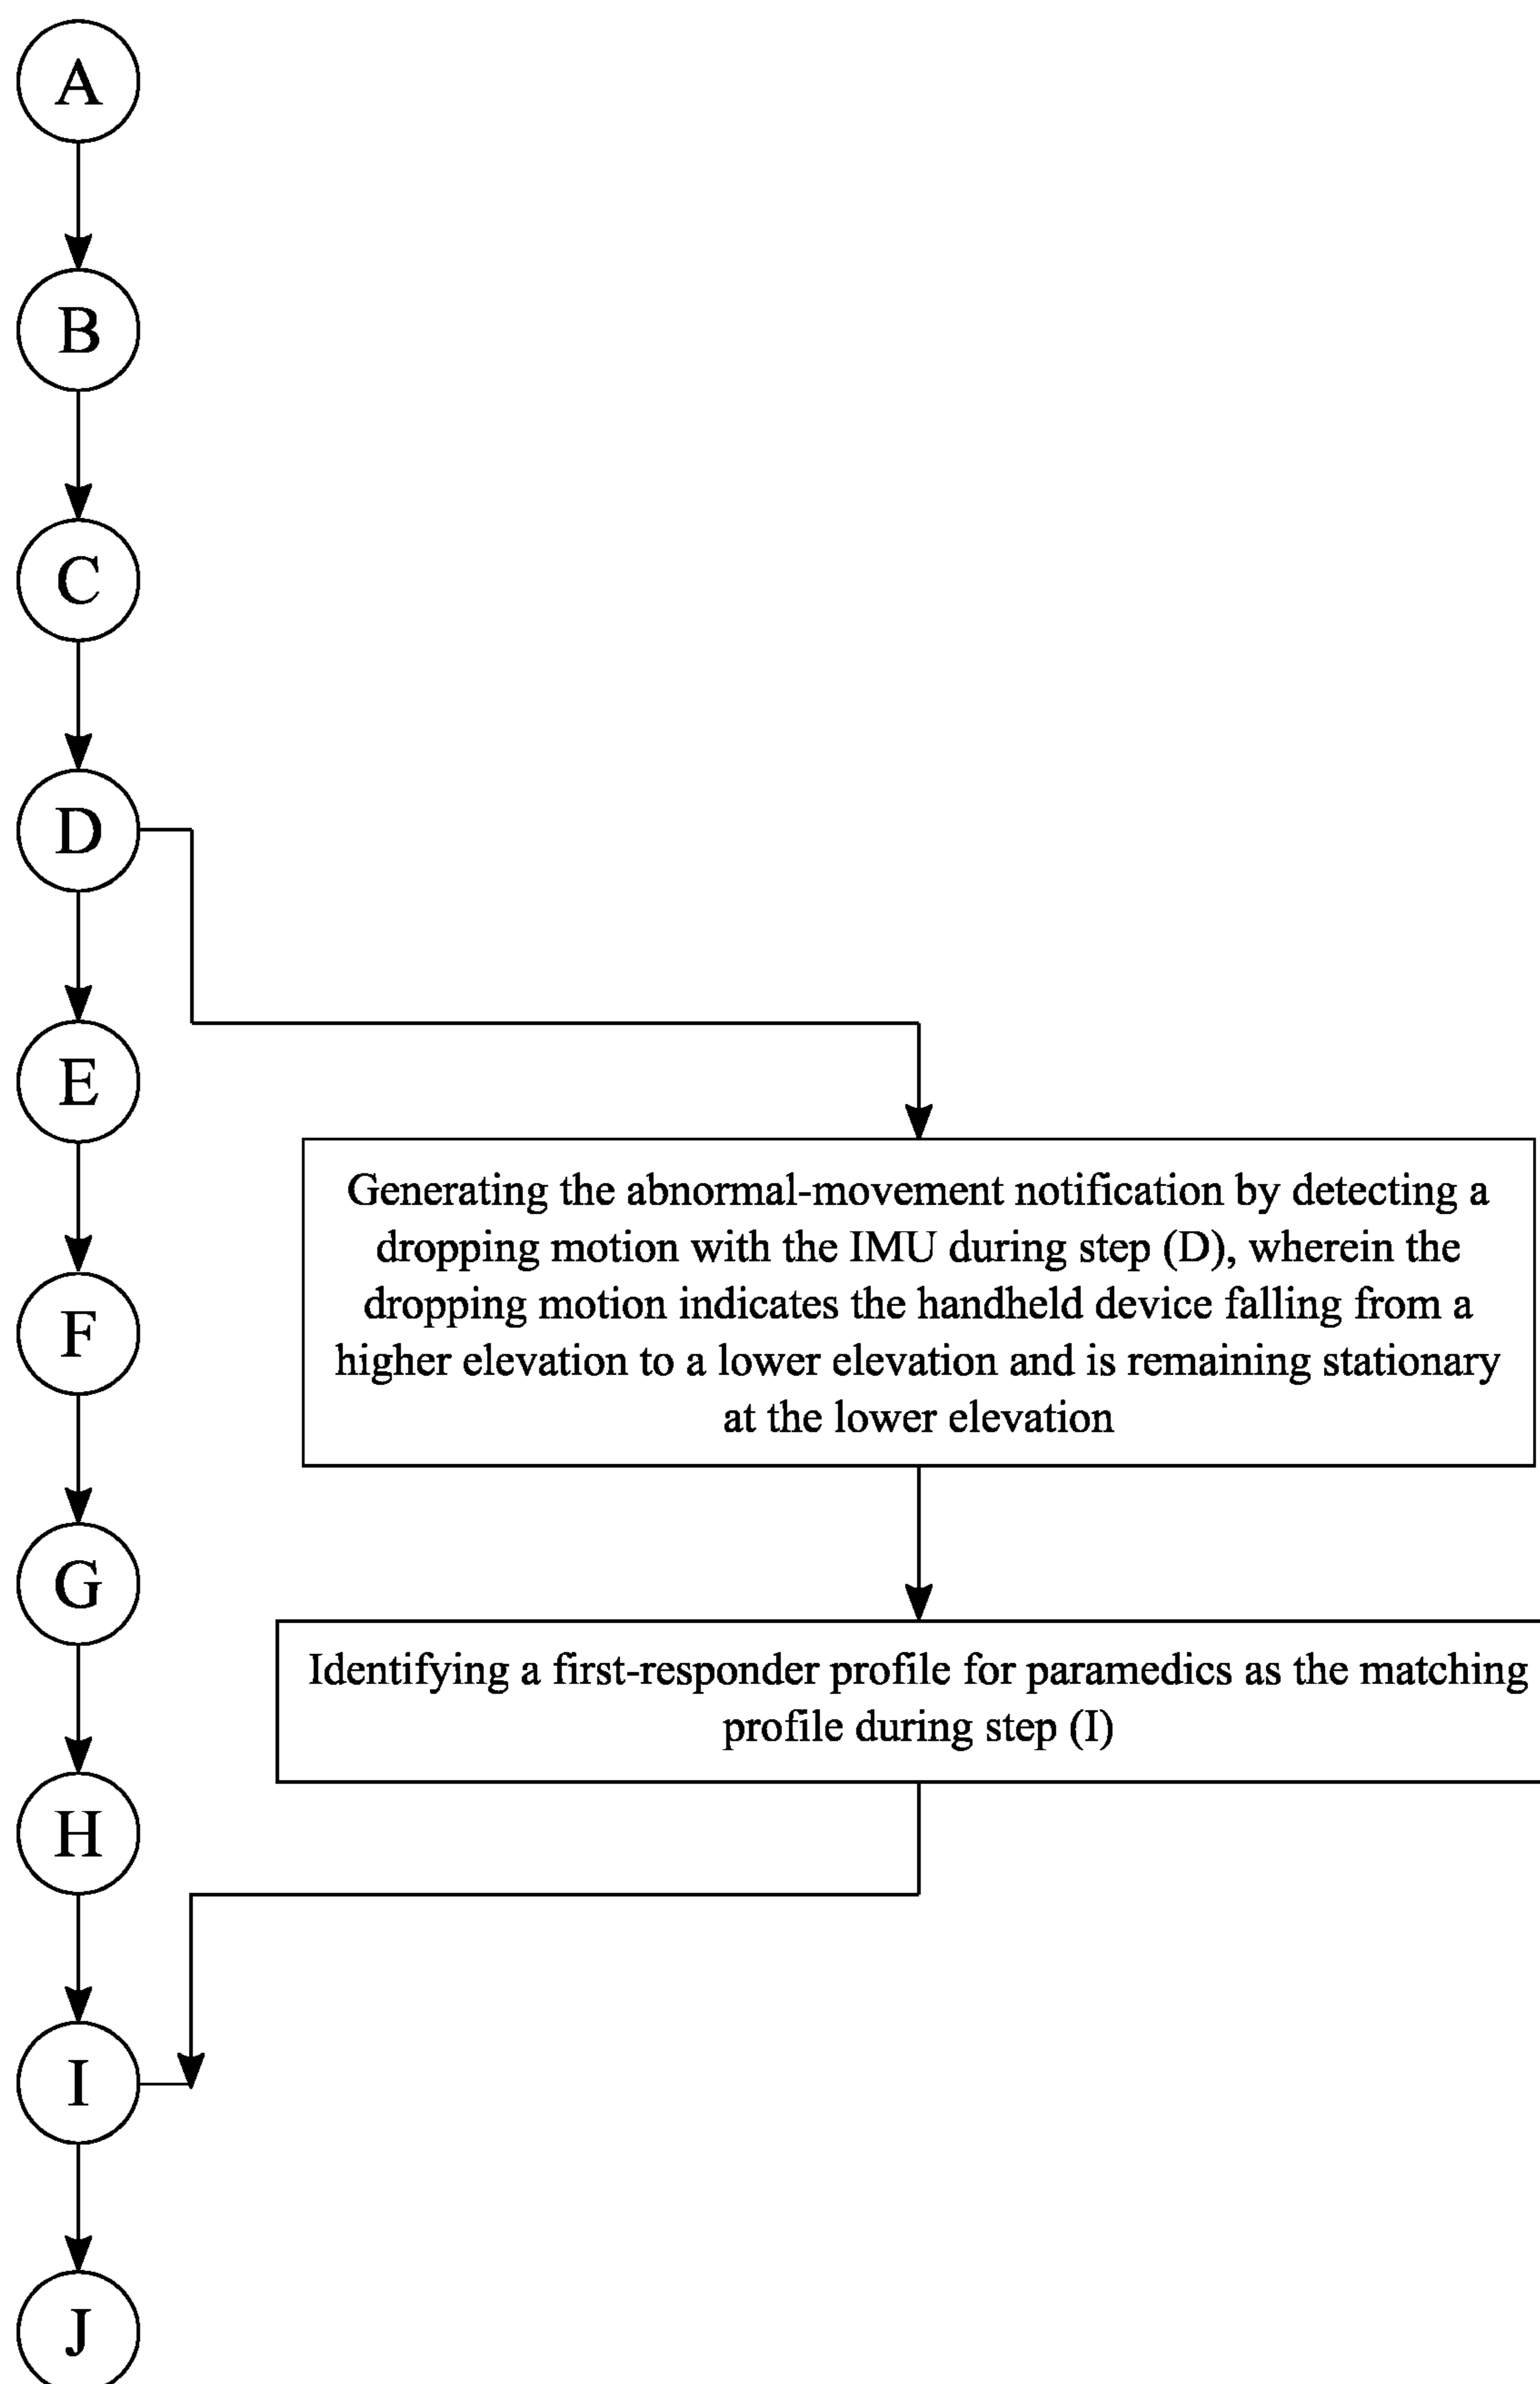 A
B
C
D
E
Generating the abnormal-movement notification by detecting a
dropping motion with the IMU during step (D), wherein the
dropping motion indicates the handheld device falling from a
higher elevation to a lower elevation and is remaining stationary
at the lower elevation
F
G
Identifying a first-responder profile for paramedics as the matching
profile during step (I)
H
I
J